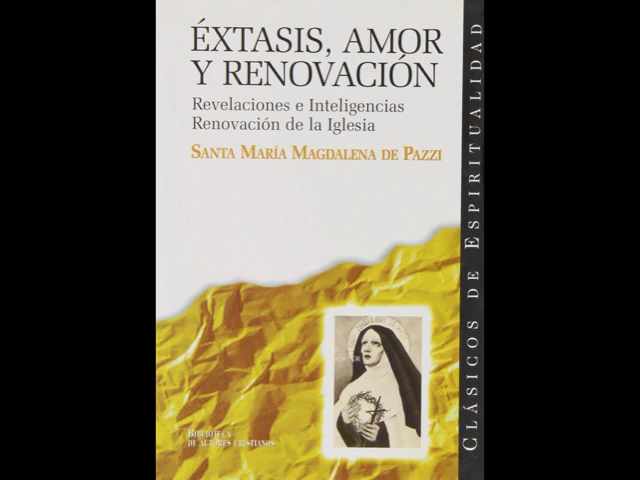 ÉXTASIS, AMOR
Y RENOVACIÓN
Revelaciones e Inteligencias
Renovación de la Iglesia
SANTA MARÍA MAGDALENA DE PAZZI
CLÁSICOS DE ESPIRITUALIDAD
BIBLIOTECA
DE AUTORES CRISTIANOS